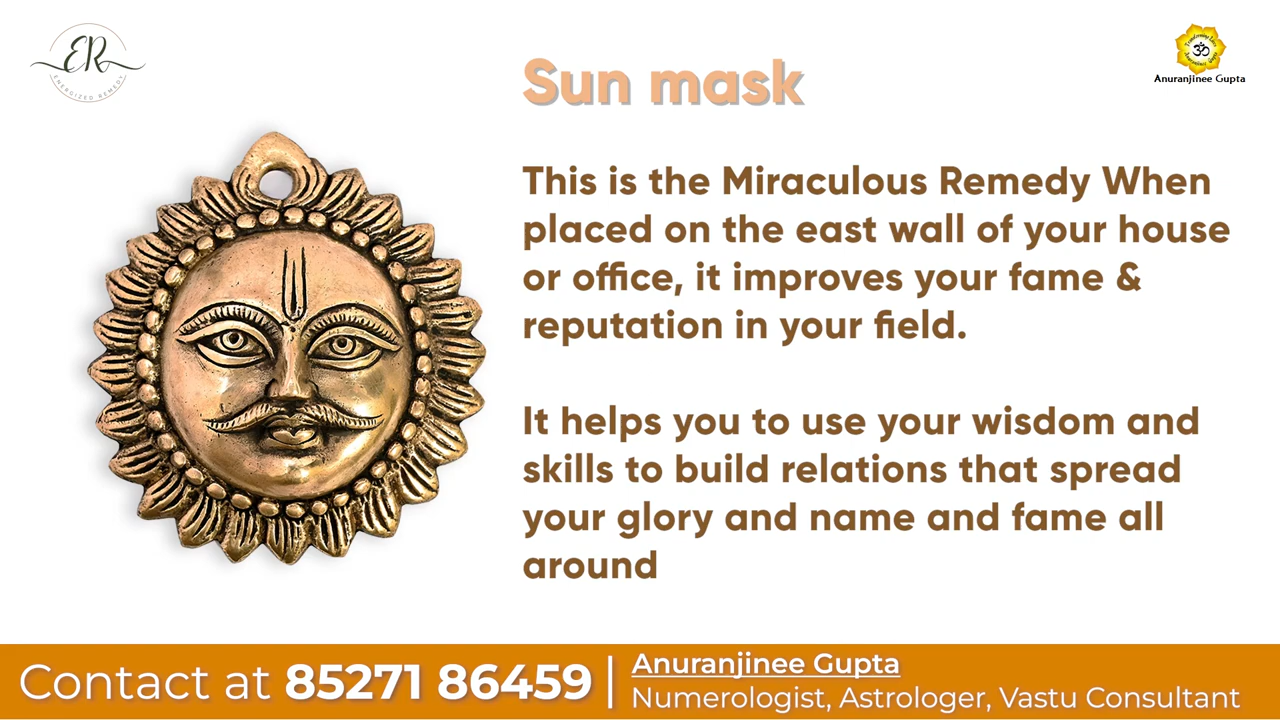 ER
ENERGIZED REMEDY
Anuranjinee Gupta
Sun mask
This is the Miraculous Remedy When
placed on the east wall of your house
or office, it improves your fame &
reputation in your field.
It helps you to use your wisdom and
skills to build relations that spread
your glory and name and fame all
around
Contact at 85271 86459
Anuranjinee Gupta
Numerologist, Astrologer, Vastu Consultant